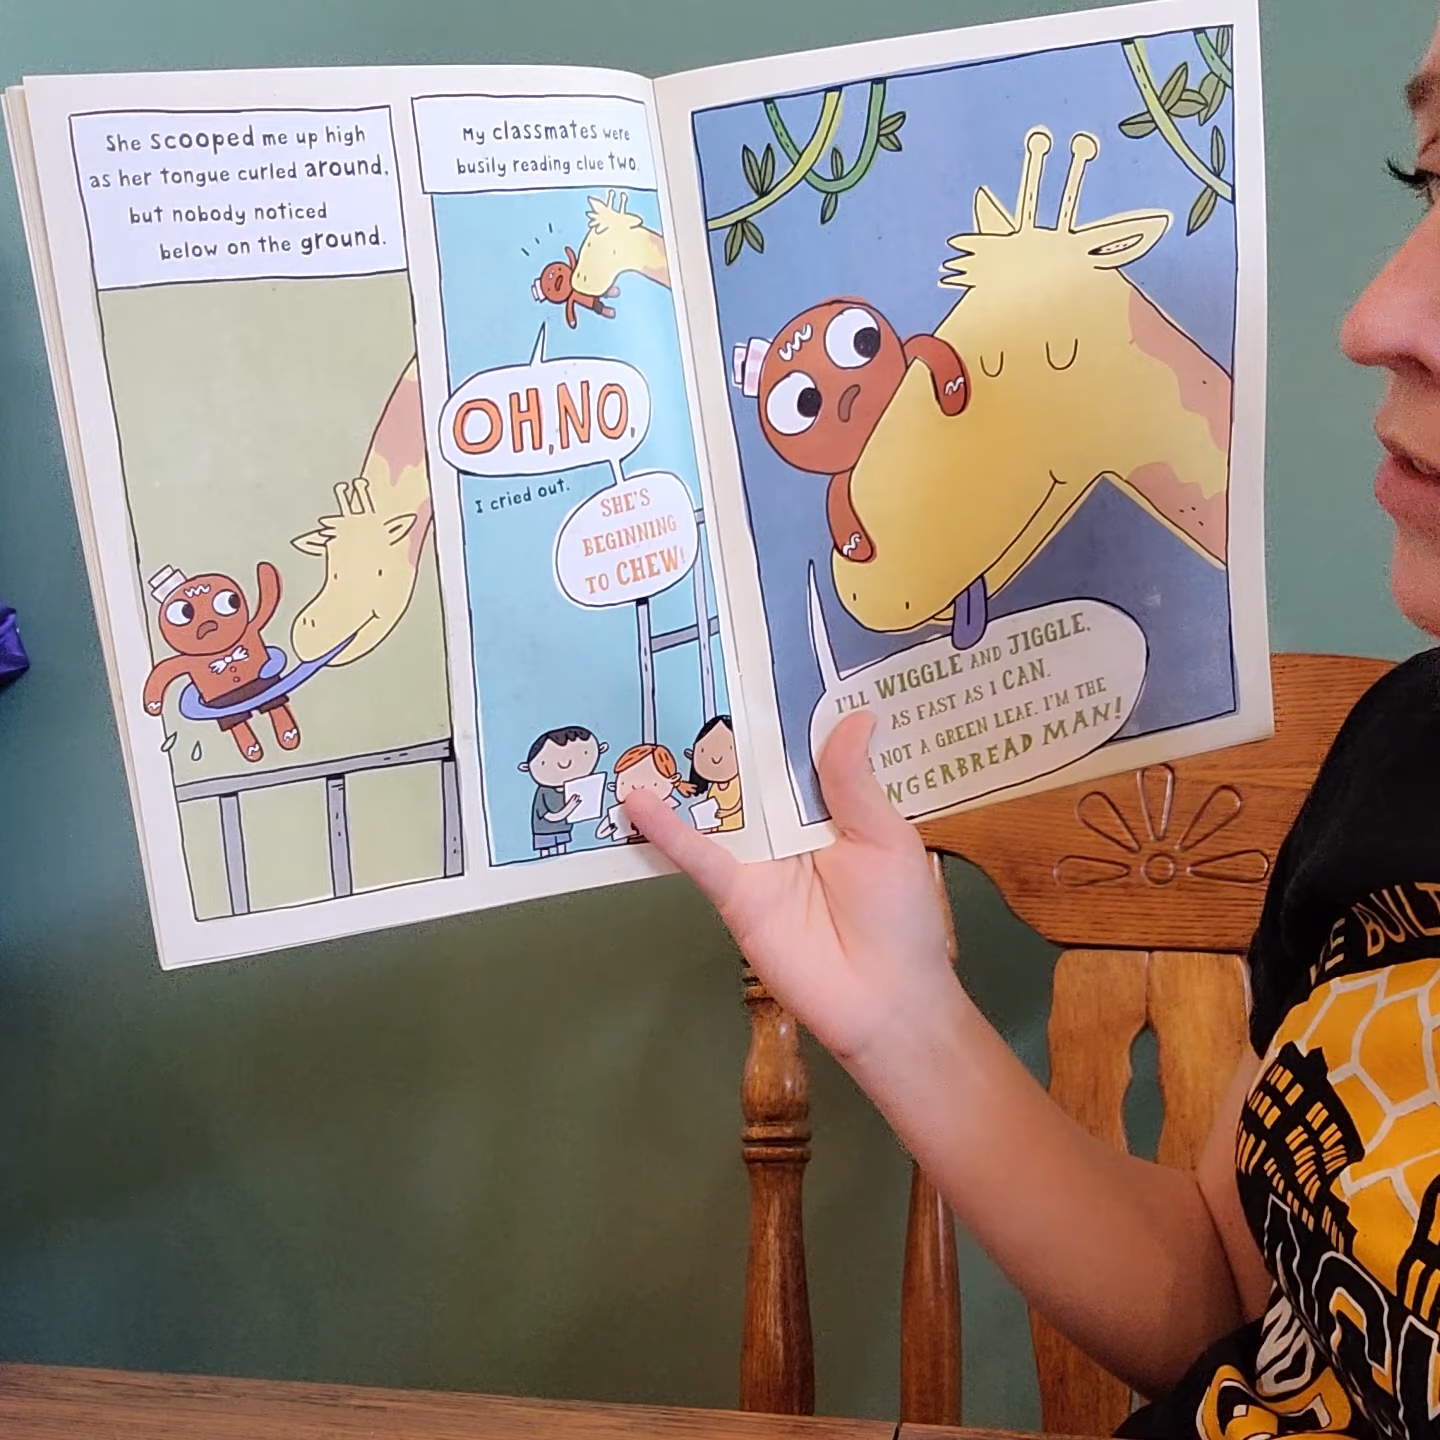 She scooped me up high
as her tongue curled around,
but nobody noticed
below on the ground.
My classmates were
busily reading clue two.
OH, NO,
I cried out.
SHE'S
BEGINNING
TO CHEW!
I'LL WIGGLE AND JIGGLE,
AS FAST AS I CAN.
NOT A GREEN LEAF. I'M THE
MAN!
BUILT